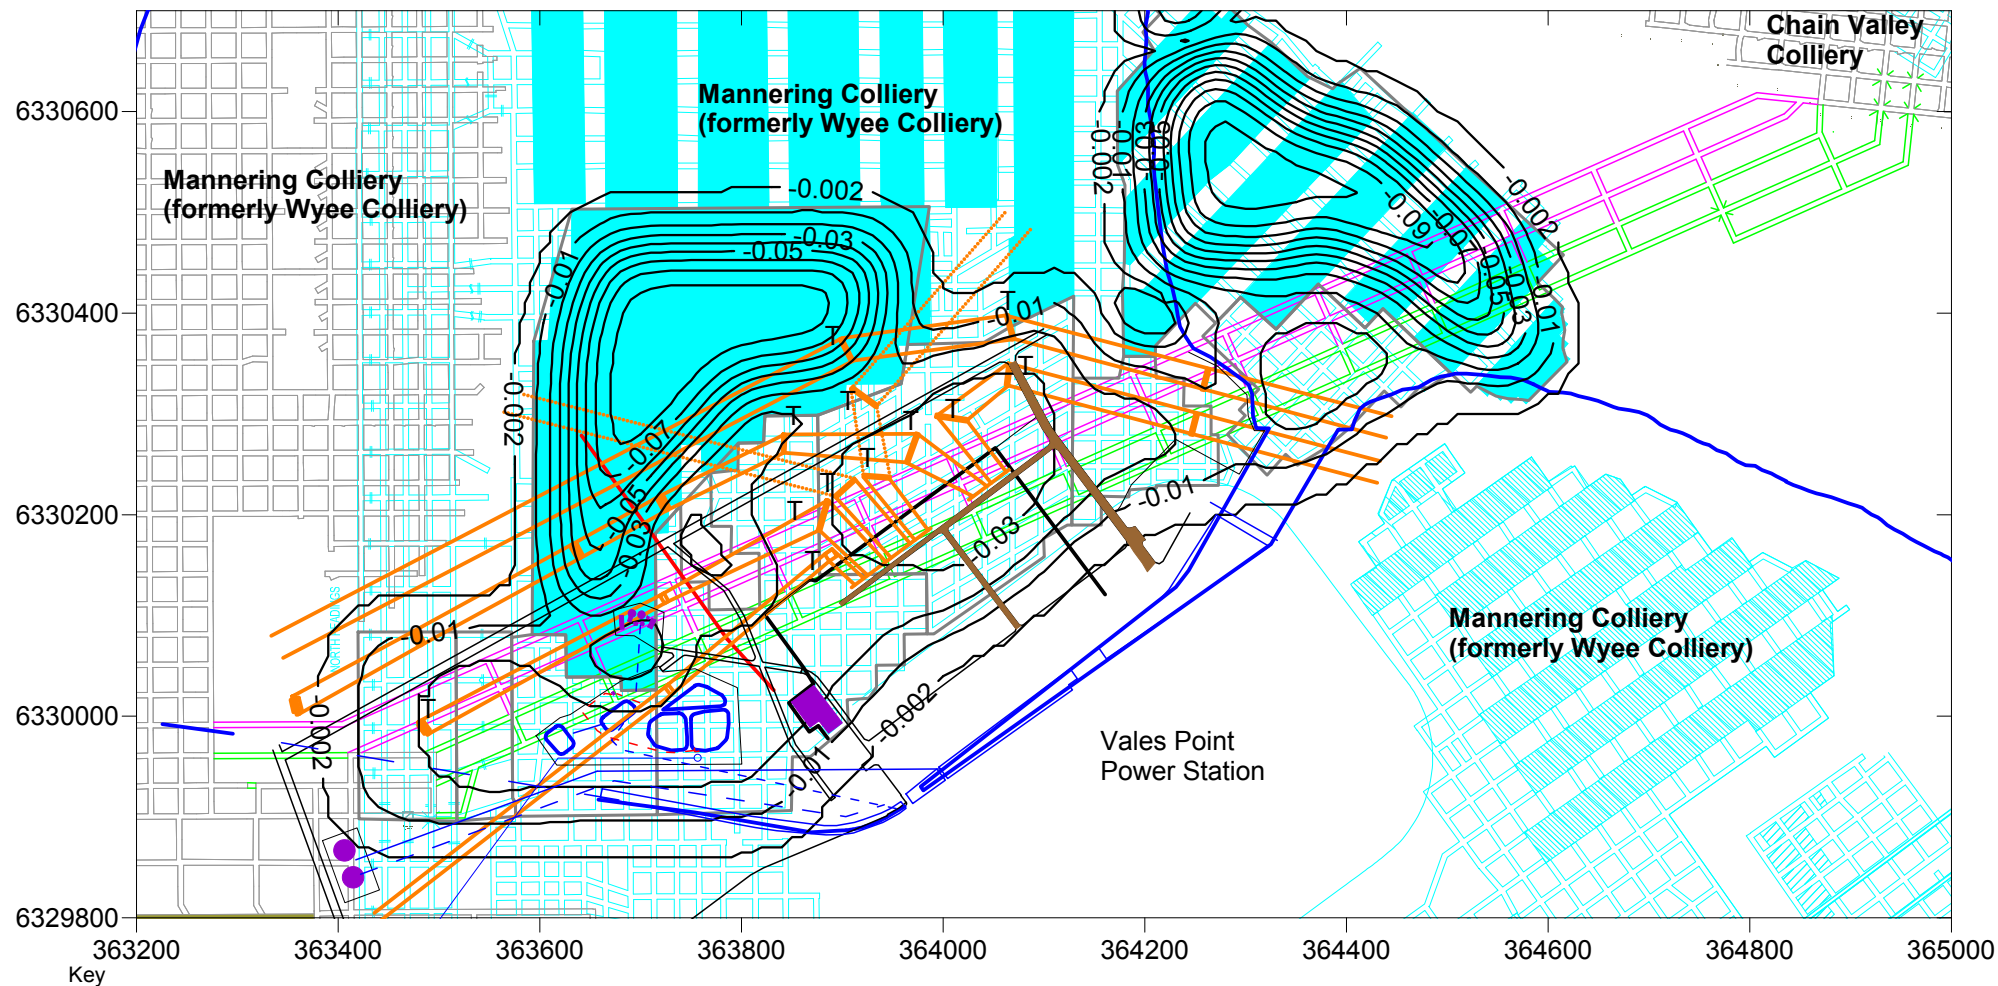 Chain Valley
Colliery
6330600
Mannering Colliery
(formerly Wyee Colliery)
-0.002
-0.01
-0.03
-0.05
Mannering Colliery
(formerly Wyee Colliery)
-0.002
-0.03
-0.05
-0.01
-0.09
-0.07
-0.05
-0.03
-0.01
-0.002
6330400
-0.01
T
T
T
-0.002
T
T
T
T
-0.07
T
T
-0.05
-0.03
T
T
-0.01
6330200
-0.03
NORTH HEADINGS
-0.01
Mannering Colliery
(formerly Wyee Colliery)
6330000
T
-0.002
-0.002
-0.01
Vales Point
Power Station
6329800
363200
363400
363600
363800
364000
364200
364400
364600
364800
365000
Key